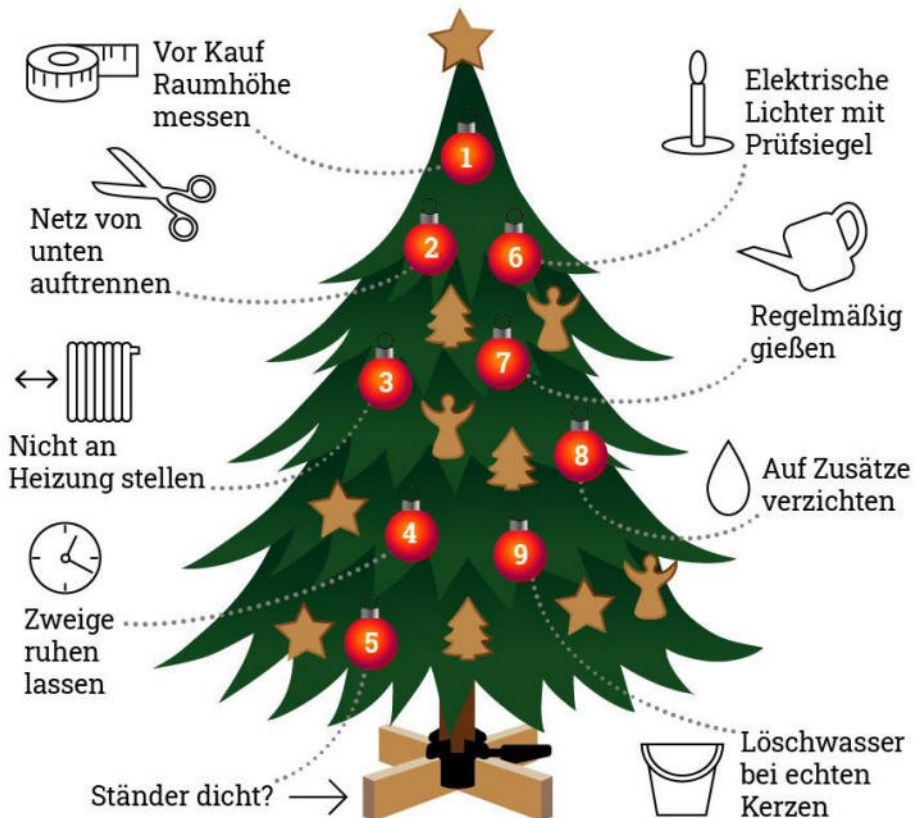 Vor Kauf
Raumhöhe
messen
1
Netz von
unten
auftrennen
2
Nicht an
Heizung stellen
3
Zweige
ruhen
lassen
4
Ständer dicht?
5
Elektrische
Lichter mit
Prüfsiegel
6
Regelmäßig
gießen
7
Auf Zusätze
verzichten
8
Löschwasser
bei echten
Kerzen
9